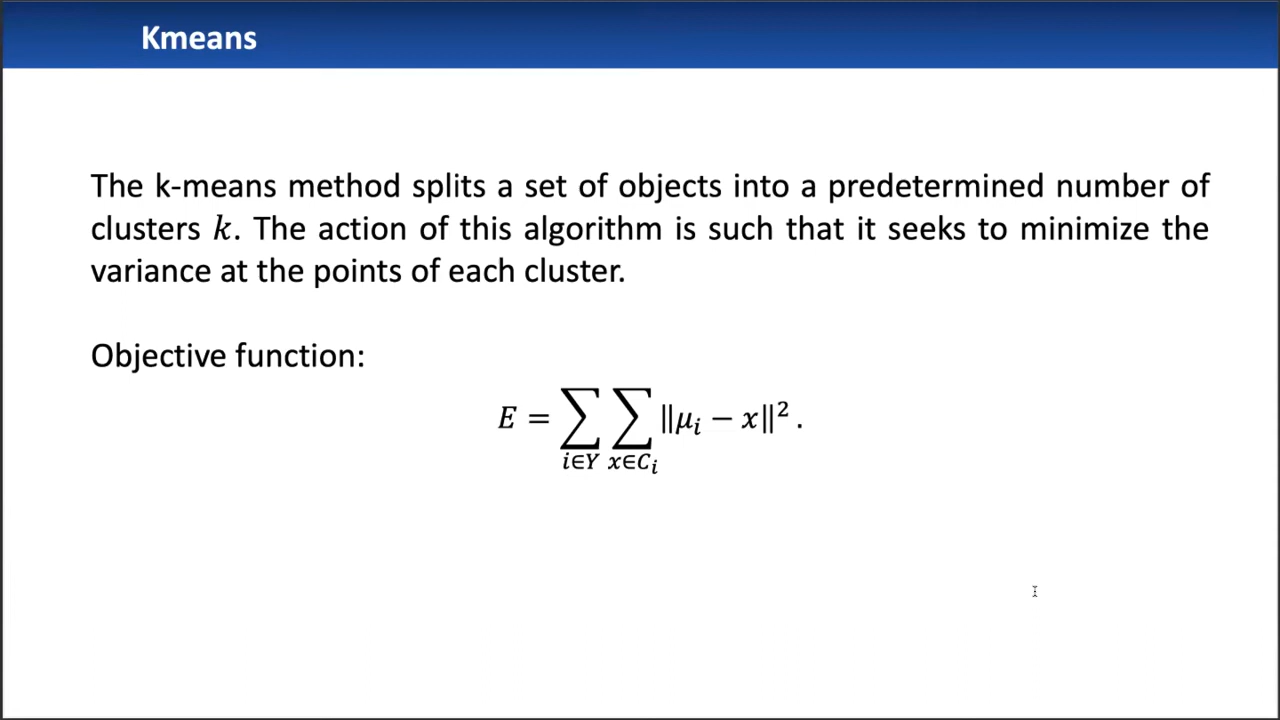 Kmeans
The k-means method splits a set of objects into a predetermined number of
clusters k. The action of this algorithm is such that it seeks to minimize the
variance at the points of each cluster.
Objective function:
E = ∑_{i∈Y} ∑_{x∈C_i} ‖μ_i − x‖² .